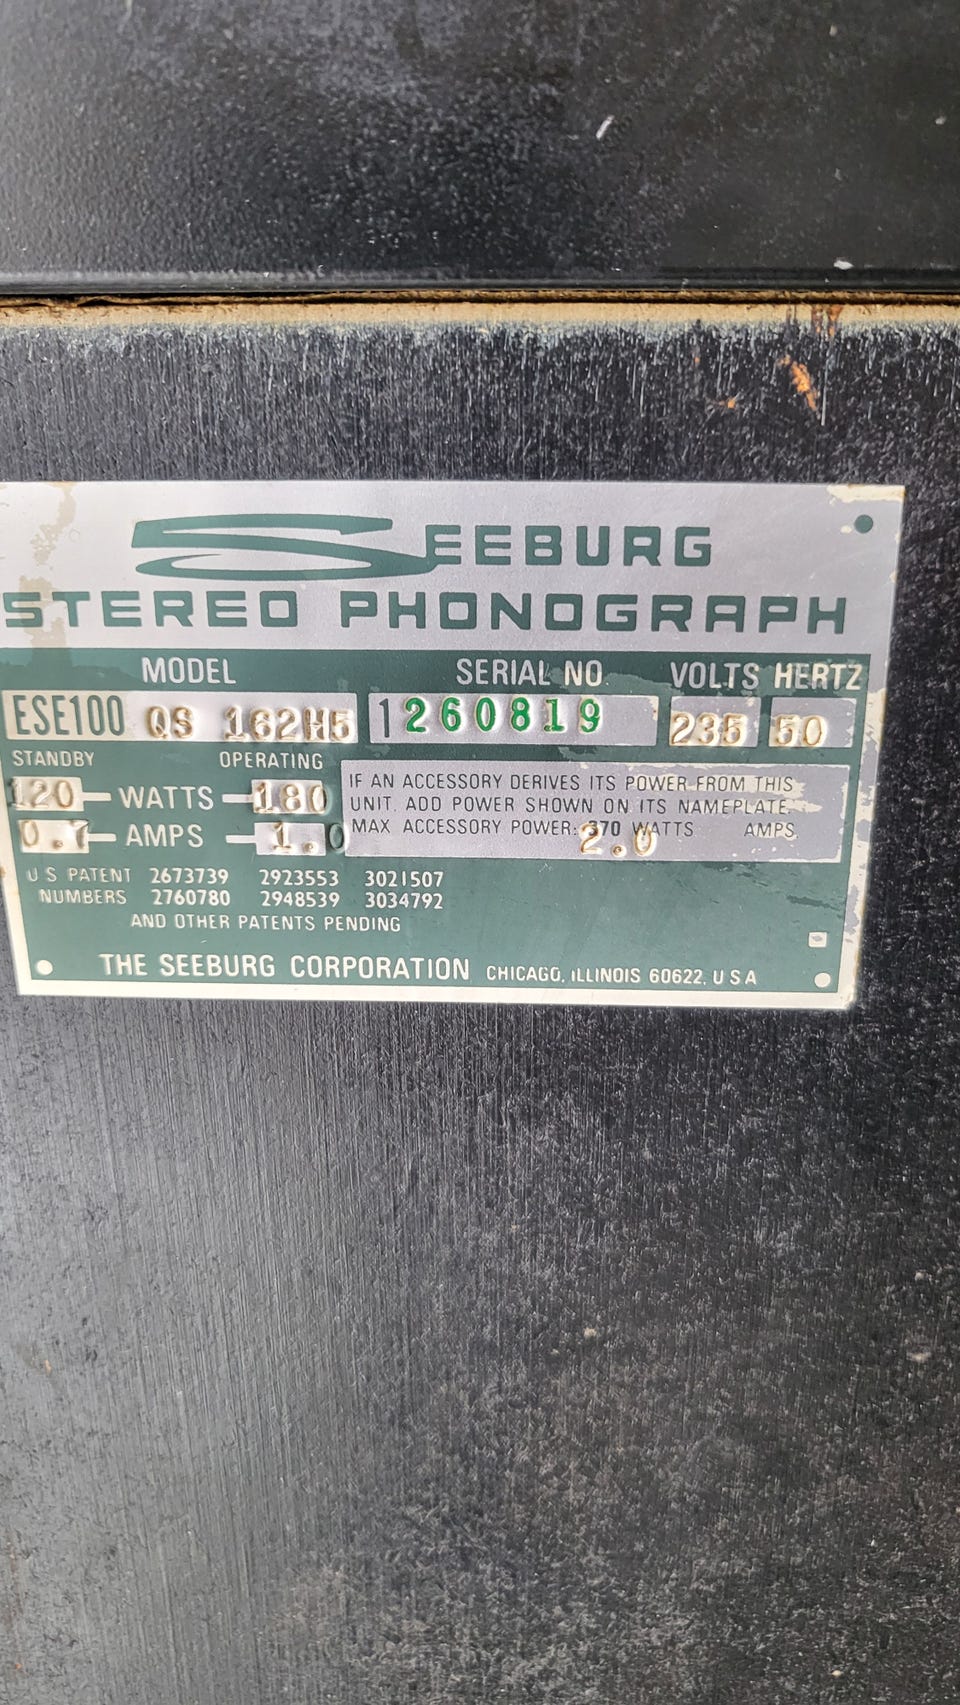 SEEBURG
STEREO PHONOGRAPH
MODEL SERIAL NO. VOLTS HERTZ
ESE100 QS 162H5 1260819 235 50
STANDBY OPERATING
120 WATTS 180
0.7 AMPS 1.0
IF AN ACCESSORY DERIVES ITS POWER FROM THIS
UNIT, ADD POWER SHOWN ON ITS NAMEPLATE.
MAX ACCESSORY POWER: 370 WATTS 2.0 AMPS
U S PATENT 2673739 2923553 3021507
NUMBERS 2760780 2948539 3034792
AND OTHER PATENTS PENDING
THE SEEBURG CORPORATION CHICAGO, ILLINOIS 60622, U S A